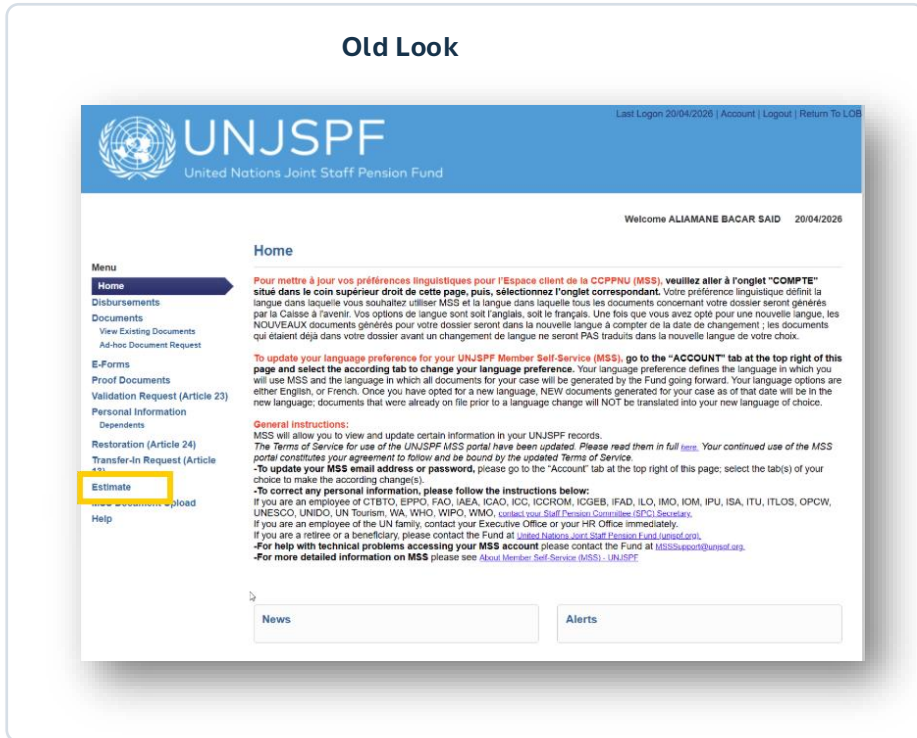 Old Look
Last Logon 20/04/2026 | Account | Logout | Return To LOB
UNJSPF
United Nations Joint Staff Pension Fund
Welcome ALIAMANE BACAR SAID 20/04/2026
Home
Menu
Home
Disbursements
Documents
View Existing Documents
Ad-hoc Document Request
E-Forms
Proof Documents
Validation Request (Article 23)
Personal Information
Dependents
Restoration (Article 24)
Transfer-In Request (Article
Estimate
Document Upload
Help
Pour mettre à jour vos préférences linguistiques pour l'Espace client de la CCPPNU (MSS), veuillez aller à l'onglet "COMPTE"
situé dans le coin supérieur droit de cette page, puis, sélectionnez l'onglet correspondant. Votre préférence linguistique définit la
langue dans laquelle vous souhaitez utiliser MSS et la langue dans laquelle tous les documents concernant votre dossier seront générés
par la Caisse à l'avenir. Vos options de langue sont soit l'anglais, soit le français. Une fois que vous avez opté pour une nouvelle langue, les
NOUVEAUX documents générés pour votre dossier seront dans la nouvelle langue à compter de la date de changement ; les documents
qui étaient déjà dans votre dossier avant un changement de langue ne seront PAS traduits dans la nouvelle langue de votre choix.
To update your language preference for your UNJSPF Member Self-Service (MSS), go to the “ACCOUNT” tab at the top right of this
page and select the according tab to change your language preference. Your language preference defines the language in which you
will use MSS and the language in which all documents for your case will be generated by the Fund going forward. Your language options are
either English, or French. Once you have opted for a new language, NEW documents generated for your case as of that date will be in the
new language; documents that were already on file prior to a language change will NOT be translated into your new language of choice.
General instructions:
MSS will allow you to view and update certain information in your UNJSPF records.
The Terms of Service for use of the UNJSPF MSS portal have been updated. Please read them in full here. Your continued use of the MSS
portal constitutes your agreement to follow and be bound by the updated Terms of Service.
-To update your MSS email address or password, please go to the “Account” tab at the top right of this page; select the tab(s) of your
choice to make the according change(s).
-To correct any personal information, please follow the instructions below:
If you are an employee of CTBTO, EPPO, FAO, IAEA, ICAO, ICC, ICCROM, ICGEB, IFAD, ILO, IMO, IOM, IPU, ISA, ITU, ITLOS, OPCW,
UNESCO, UNIDO, UN Tourism, WA, WHO, WIPO, WMO, contact your Staff Pension Committee (SPC) Secretary.
If you are an employee of the UN family, contact your Executive Office or your HR Office immediately.
If you are a retiree or a beneficiary, please contact the Fund at United Nations Joint Staff Pension Fund (unjspf.org).
-For help with technical problems accessing your MSS account please contact the Fund at MSSSupport@unjspf.org.
-For more detailed information on MSS please see About Member Self-Service (MSS) - UNJSPF
News
Alerts